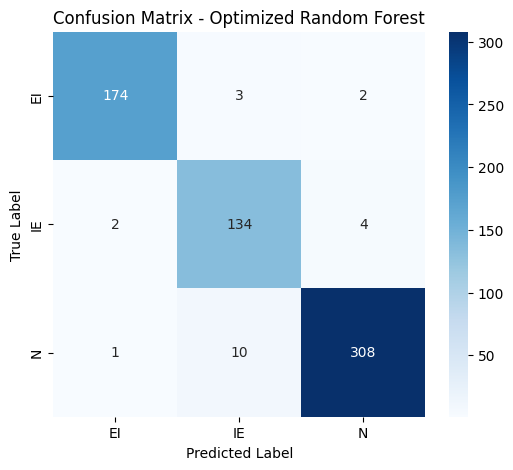 Confusion Matrix - Optimized Random Forest
True Label
EI 174 3 2
IE 2 134 4
N 1 10 308
EI IE N
Predicted Label
300
250
200
150
100
50